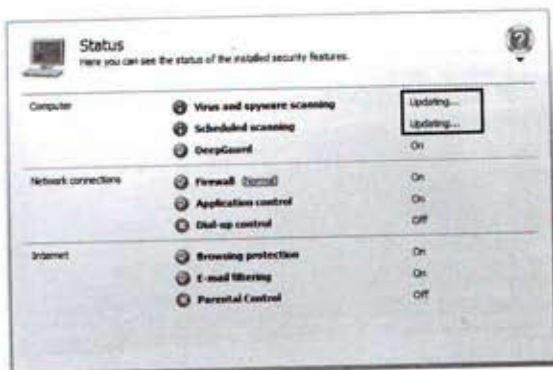 Status
Here you can see the status of the installed security features.
Computer
Virus and spyware scanning Updating...
Scheduled scanning Updating...
DeepGuard On
Network connections
Firewall (Normal) On
Application control On
Dial-up control Off
Internet
Browsing protection On
E-mail filtering On
Parental Control Off